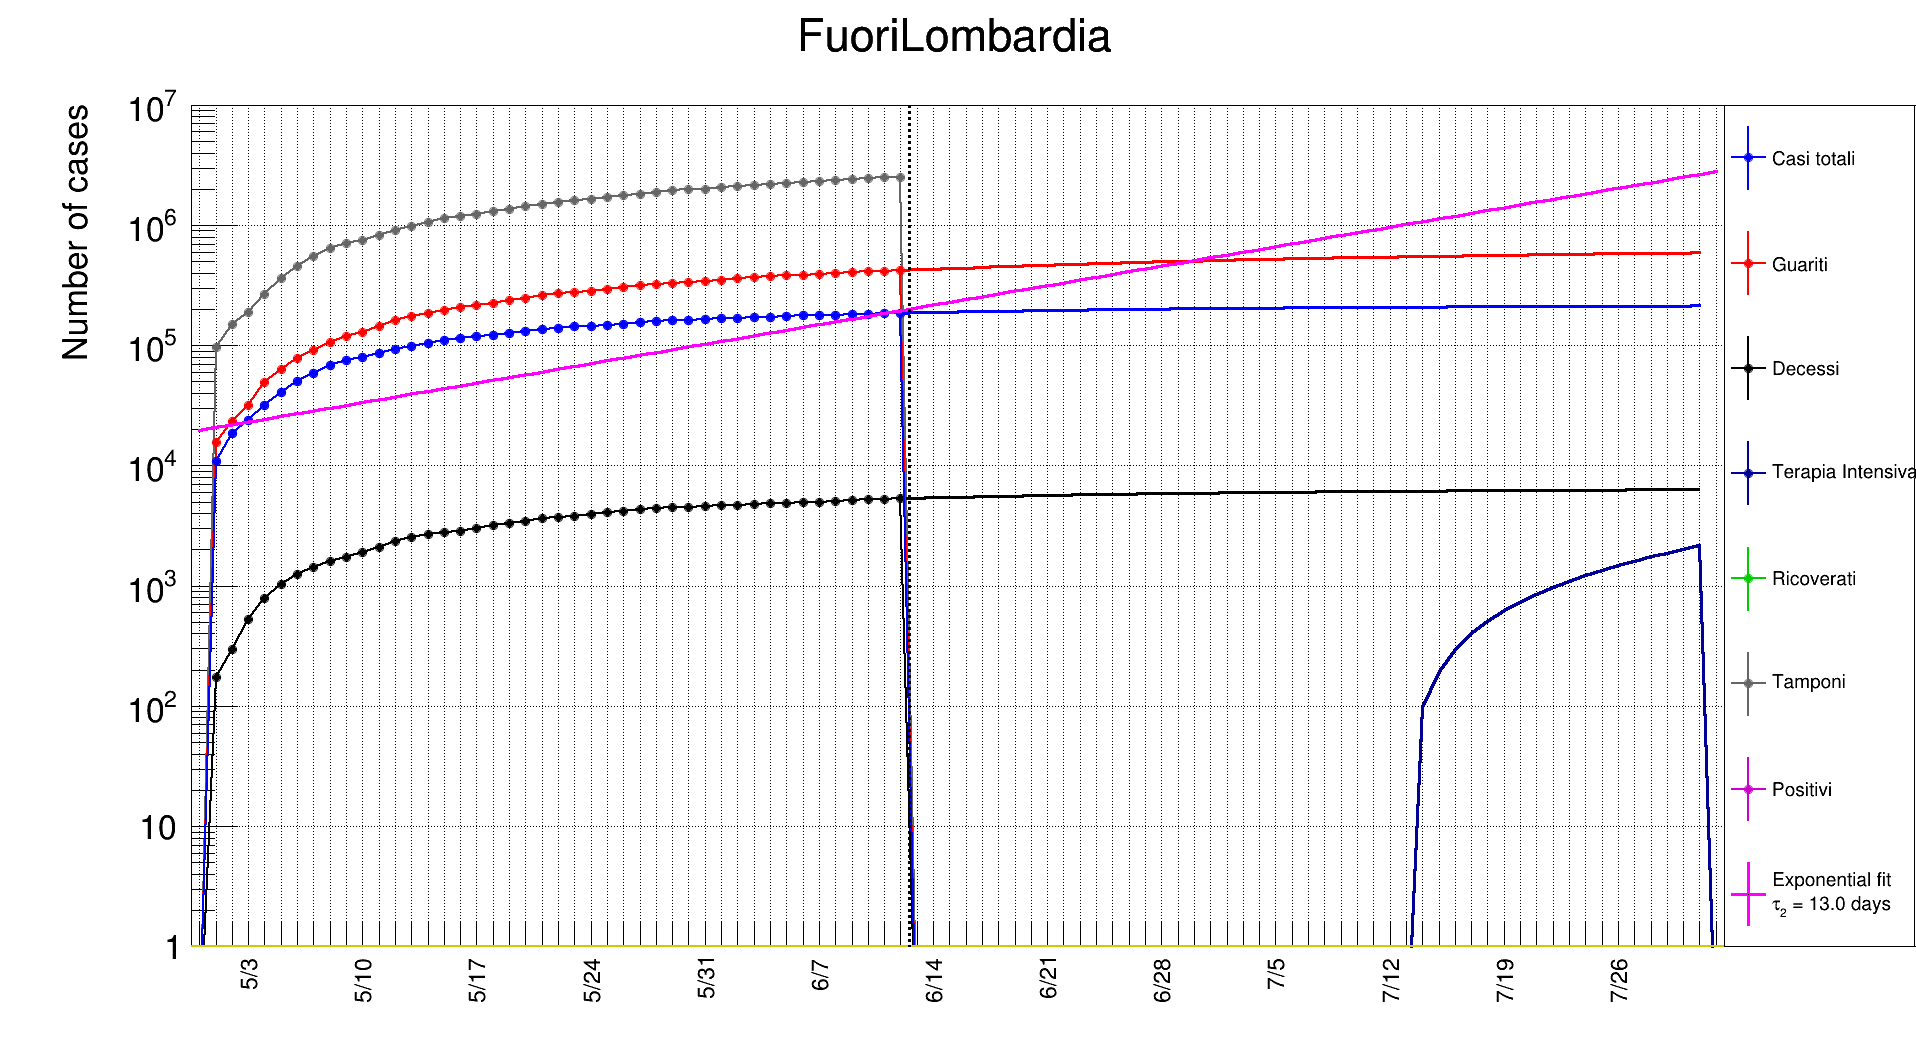 FuoriLombardia
Number of cases
10^7
10^6
10^5
10^4
10^3
10^2
10
1
5/3
5/10
5/17
5/24
5/31
6/7
6/14
6/21
6/28
7/5
7/12
7/19
7/26
Casi totali
Guariti
Decessi
Terapia Intensiva
Ricoverati
Tamponi
Positivi
Exponential fit
τ_2 = 13.0 days